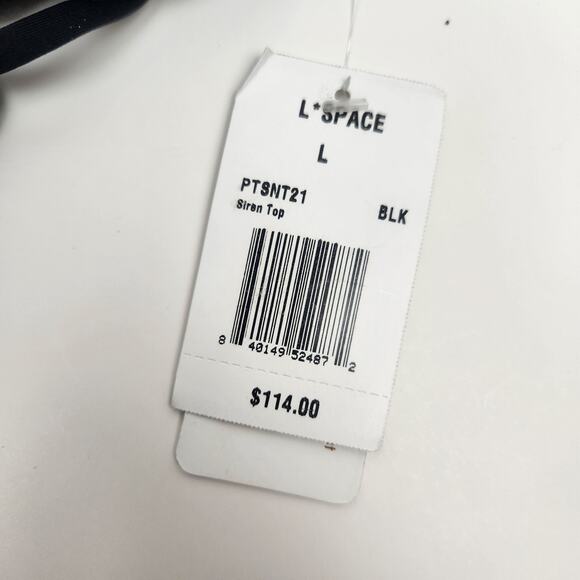 L*SPACE
L
PTSNT21
Siren Top
BLK
8 40149 52487 2
$114.00